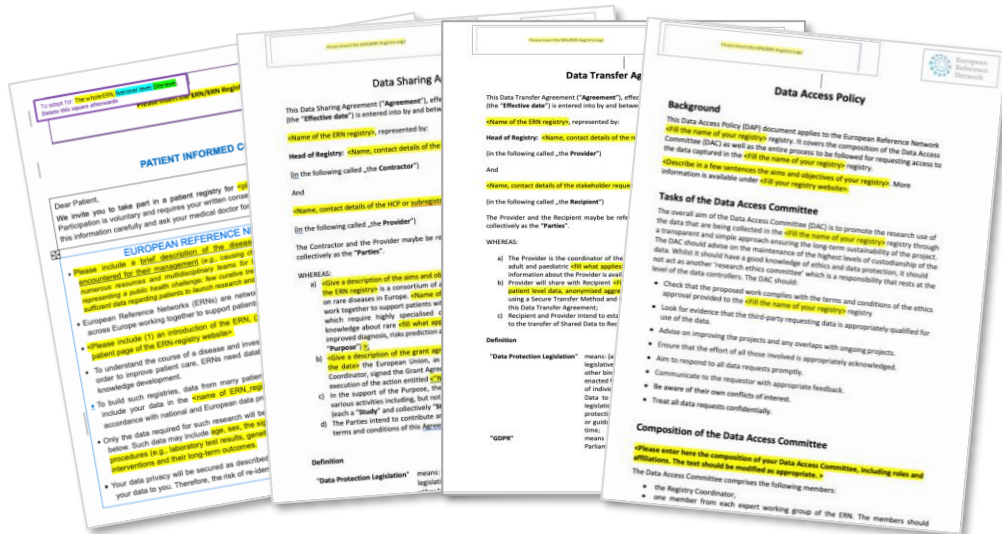 To adapt for: The whole ERN, National level, Site level.
Delete this square afterwards
Please insert the ERN/ERN Regist
PATIENT INFORMED C
Dear Patient,
We invite you to take part in a patient registry for
Participation is voluntary and requires your written conse
this information carefully and ask your medical doctor for
EUROPEAN REFERENCE N
• Please include a brief description of the disease
encountered for their management (e.g., causing of
numerous resources and multidisciplinary teams for
representing a public health challenge; few curative tre
sufficient data regarding patients to launch research and
• European Reference Networks (ERNs) are netwo
across Europe working together to support patient
• <Please include (1) an introduction of the ERN, (
patient page of the ERN-registry website>
• To understand the course of a disease and inves
order to improve patient care, ERNs need datab
knowledge development.
• To build such registries, data from many patier
include your data in the <name of ERN_regi
accordance with national and European data pr
• Only the data required for such research will be
below. Such data may include age, sex, the sig
procedures (e.g., laboratory test results, genet
interventions and their long-term outcomes.
• Your data privacy will be secured as described
your data to you. Therefore, the risk of re-iden
Please insert the ERN/ERN Registry Logo
Data Sharing A
This Data Sharing Agreement ("Agreement"), effe
(the "Effective date") is entered into by and betw
<Name of the ERN registry>, represented by:
Head of Registry: <Name, contact details of the
(in the following called „the Contractor")
And
<Name, contact details of the HCP or subregistr
(in the following called „the Provider")
The Contractor and the Provider maybe re
collectively as the "Parties".
WHEREAS:
a) <Give a description of the aims and ob
the ERN registry> is a consortium of a
on rare diseases in Europe. <Name of
work together to support patients wit
which require highly specialised c
knowledge about rare <fill what appl
improved diagnosis, risks prediction a
"Purpose") >;
b) <Give a description of the grant agre
the date> the European Union, as
Coordinator, signed the Grant Agre
execution of the action entitled <"N
c) In the support of the Purpose, the
various activities including, but not
(each a "Study" and collectively "St
d) The Parties intend to contribute an
terms and conditions of this Agreem
Definition
"Data Protection Legislation" means:
legislati
Please insert the ERN/ERN Registry Logo
Data Transfer Ag
This Data Transfer Agreement ("Agreement"), effec
(the "Effective date") is entered into by and betwe
<Name of the ERN registry>, represented by:
Head of Registry: <Name, contact details of the re
(in the following called „the Provider")
And
<Name, contact details of the stakeholder reque
(in the following called „the Recipient")
The Provider and the Recipient may be refe
collectively as the "Parties".
WHEREAS:
a) The Provider is the coordinator of the
adult and paediatric <fill what applies
information about the Provider is avail
b) Provider will share with Recipient <Fi
patient level data, anonymised aggre
using a Secure Transfer Method and
this Data Transfer Agreement;
c) Recipient and Provider intend to esta
to the transfer of Shared Data to Rec
Definition
"Data Protection Legislation" means: (a
legislative
other bin
enacted f
of individ
Data to
legislatio
protectio
or guida
time;
"GDPR" means
Parliam
Please insert the ERN/ERN Registry Logo
European
Reference
Network
Data Access Policy
Background
This Data Access Policy (DAP) document applies to the European Reference Network
<Fill the name of your registry> registry. It covers the composition of the Data Access
Committee (DAC) as well as the entire process to be followed for requesting access to
the data captured in the <Fill the name of your registry> registry.
<Describe in a few sentences the aims and objectives of your registry>. More
information is available under <Fill your registry website>.
Tasks of the Data Access Committee
The overall aim of the Data Access Committee (DAC) is to promote the research use of
the data that are being collected in the <Fill the name of your registry> registry through
a transparent and simple approach ensuring the long-term sustainability of the project.
The DAC should advise on the maintenance of the highest levels of custodianship of the
data. Whilst it should have a good knowledge of ethics and data protection, it should
not act as another 'research ethics committee' which is a responsibility that rests at the
level of the data controllers. The DAC should:
• Check that the proposed work complies with the terms and conditions of the ethics
approval provided to the <Fill the name of your registry> registry
• Look for evidence that the third-party requesting data is appropriately qualified for
use of the data.
• Advise on improving the projects and any overlaps with ongoing projects.
• Ensure that the effort of all those involved is appropriately acknowledged.
• Aim to respond to all data requests promptly.
• Communicate to the requestor with appropriate feedback.
• Be aware of their own conflicts of interest.
• Treat all data requests confidentially.
Composition of the Data Access Committee
<Please enter here the composition of your Data Access Committee, including roles and
affiliations. The text should be modified as appropriate. >
The Data Access Committee comprises the following members:
• the Registry Coordinator,
• one member from each expert working group of the ERN. The members should